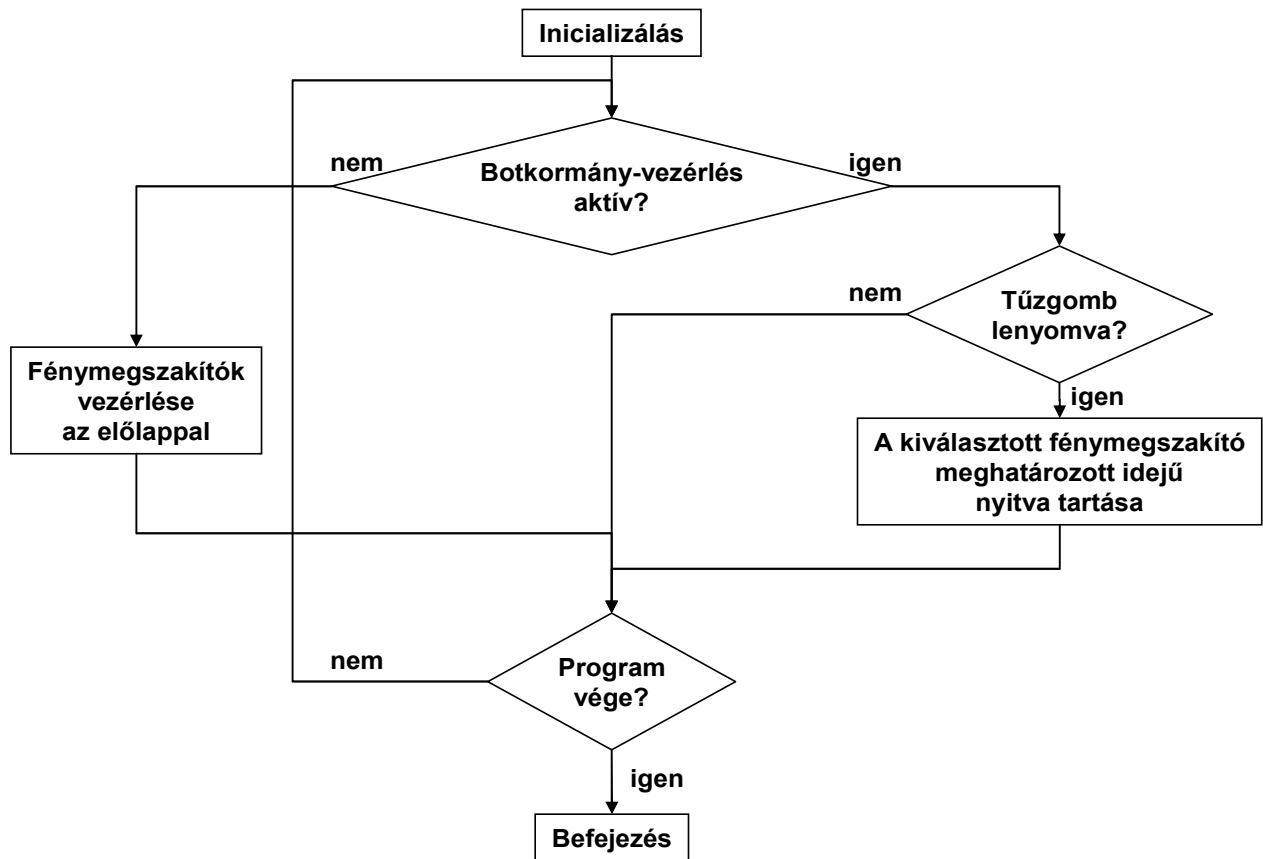 Inicializálás
nem
igen
Botkormány-vezérlés
aktív?
nem
Tűzgomb
lenyomva?
Fénymegszakítók
vezérlése
az előlappal
igen
A kiválasztott fénymegszakító
meghatározott idejű
nyitva tartása
nem
Program
vége?
igen
Befejezés